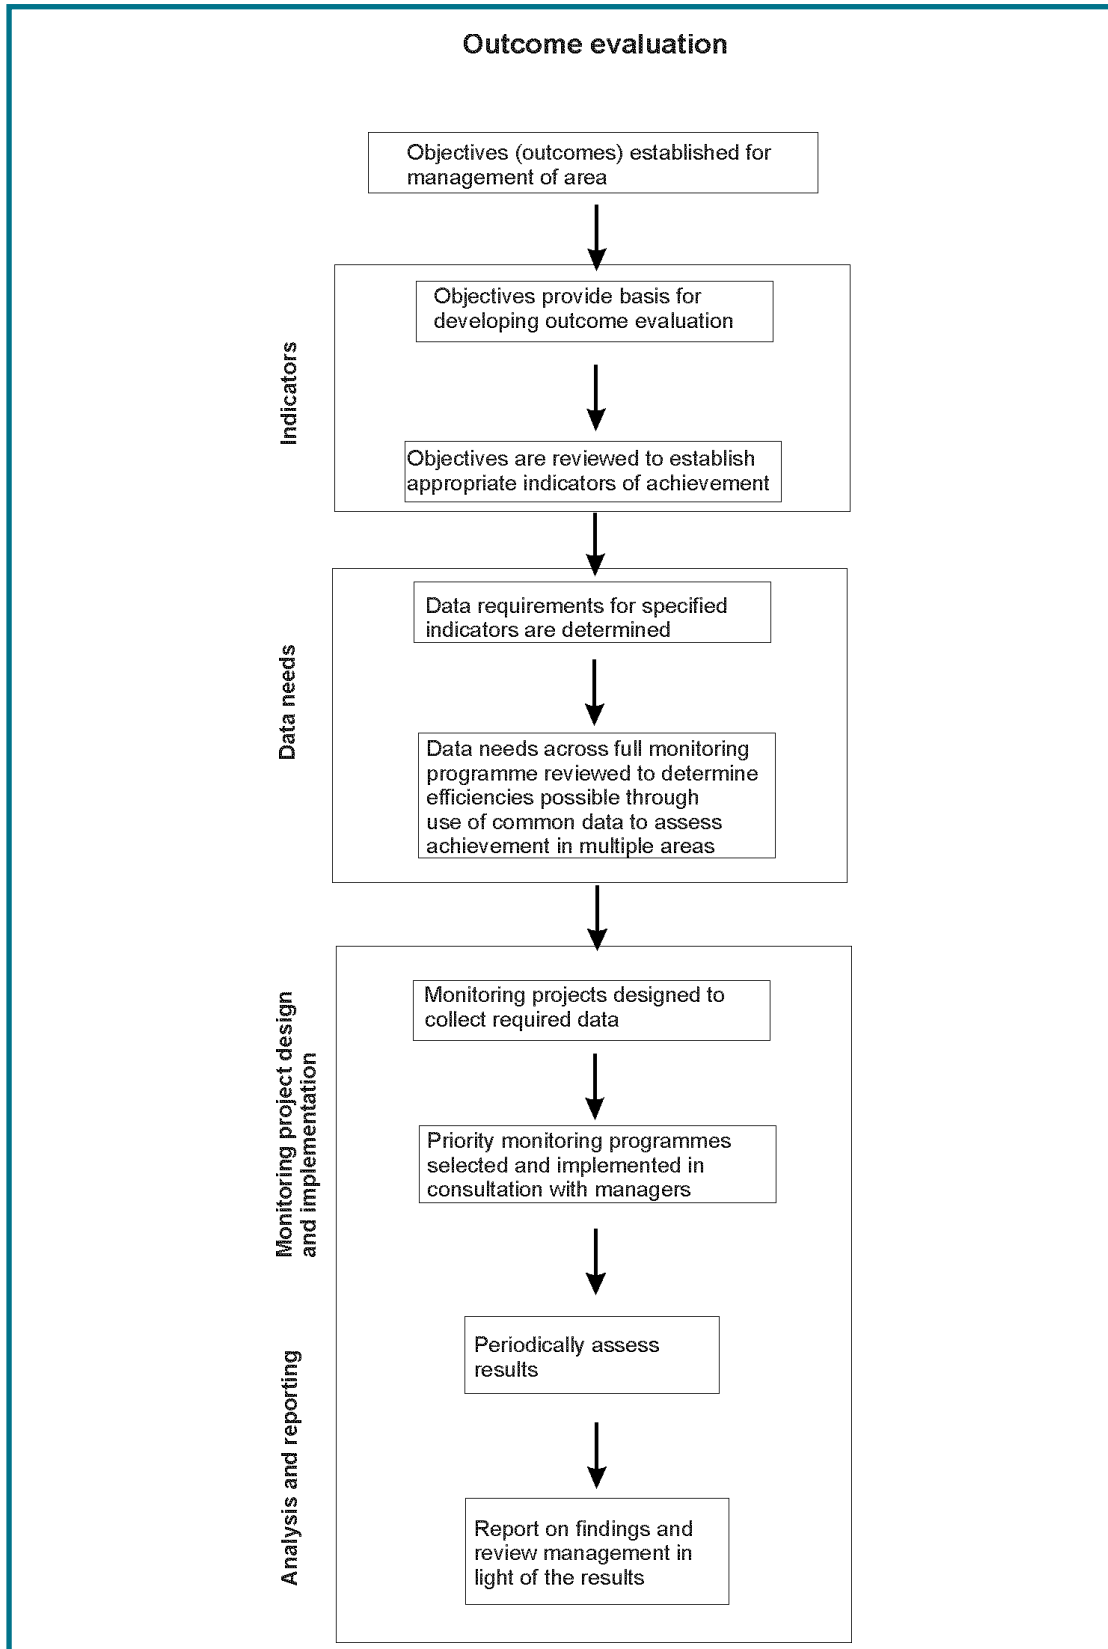 Outcome evaluation
Objectives (outcomes) established for
management of area
Indicators
Objectives provide basis for
developing outcome evaluation
Objectives are reviewed to establish
appropriate indicators of achievement
Data needs
Data requirements for specified
indicators are determined
Data needs across full monitoring
programme reviewed to determine
efficiencies possible through
use of common data to assess
achievement in multiple areas
Monitoring project design
and implementation
Monitoring projects designed to
collect required data
Priority monitoring programmes
selected and implemented in
consultation with managers
Analysis and reporting
Periodically assess
results
Report on findings and
review management in
light of the results